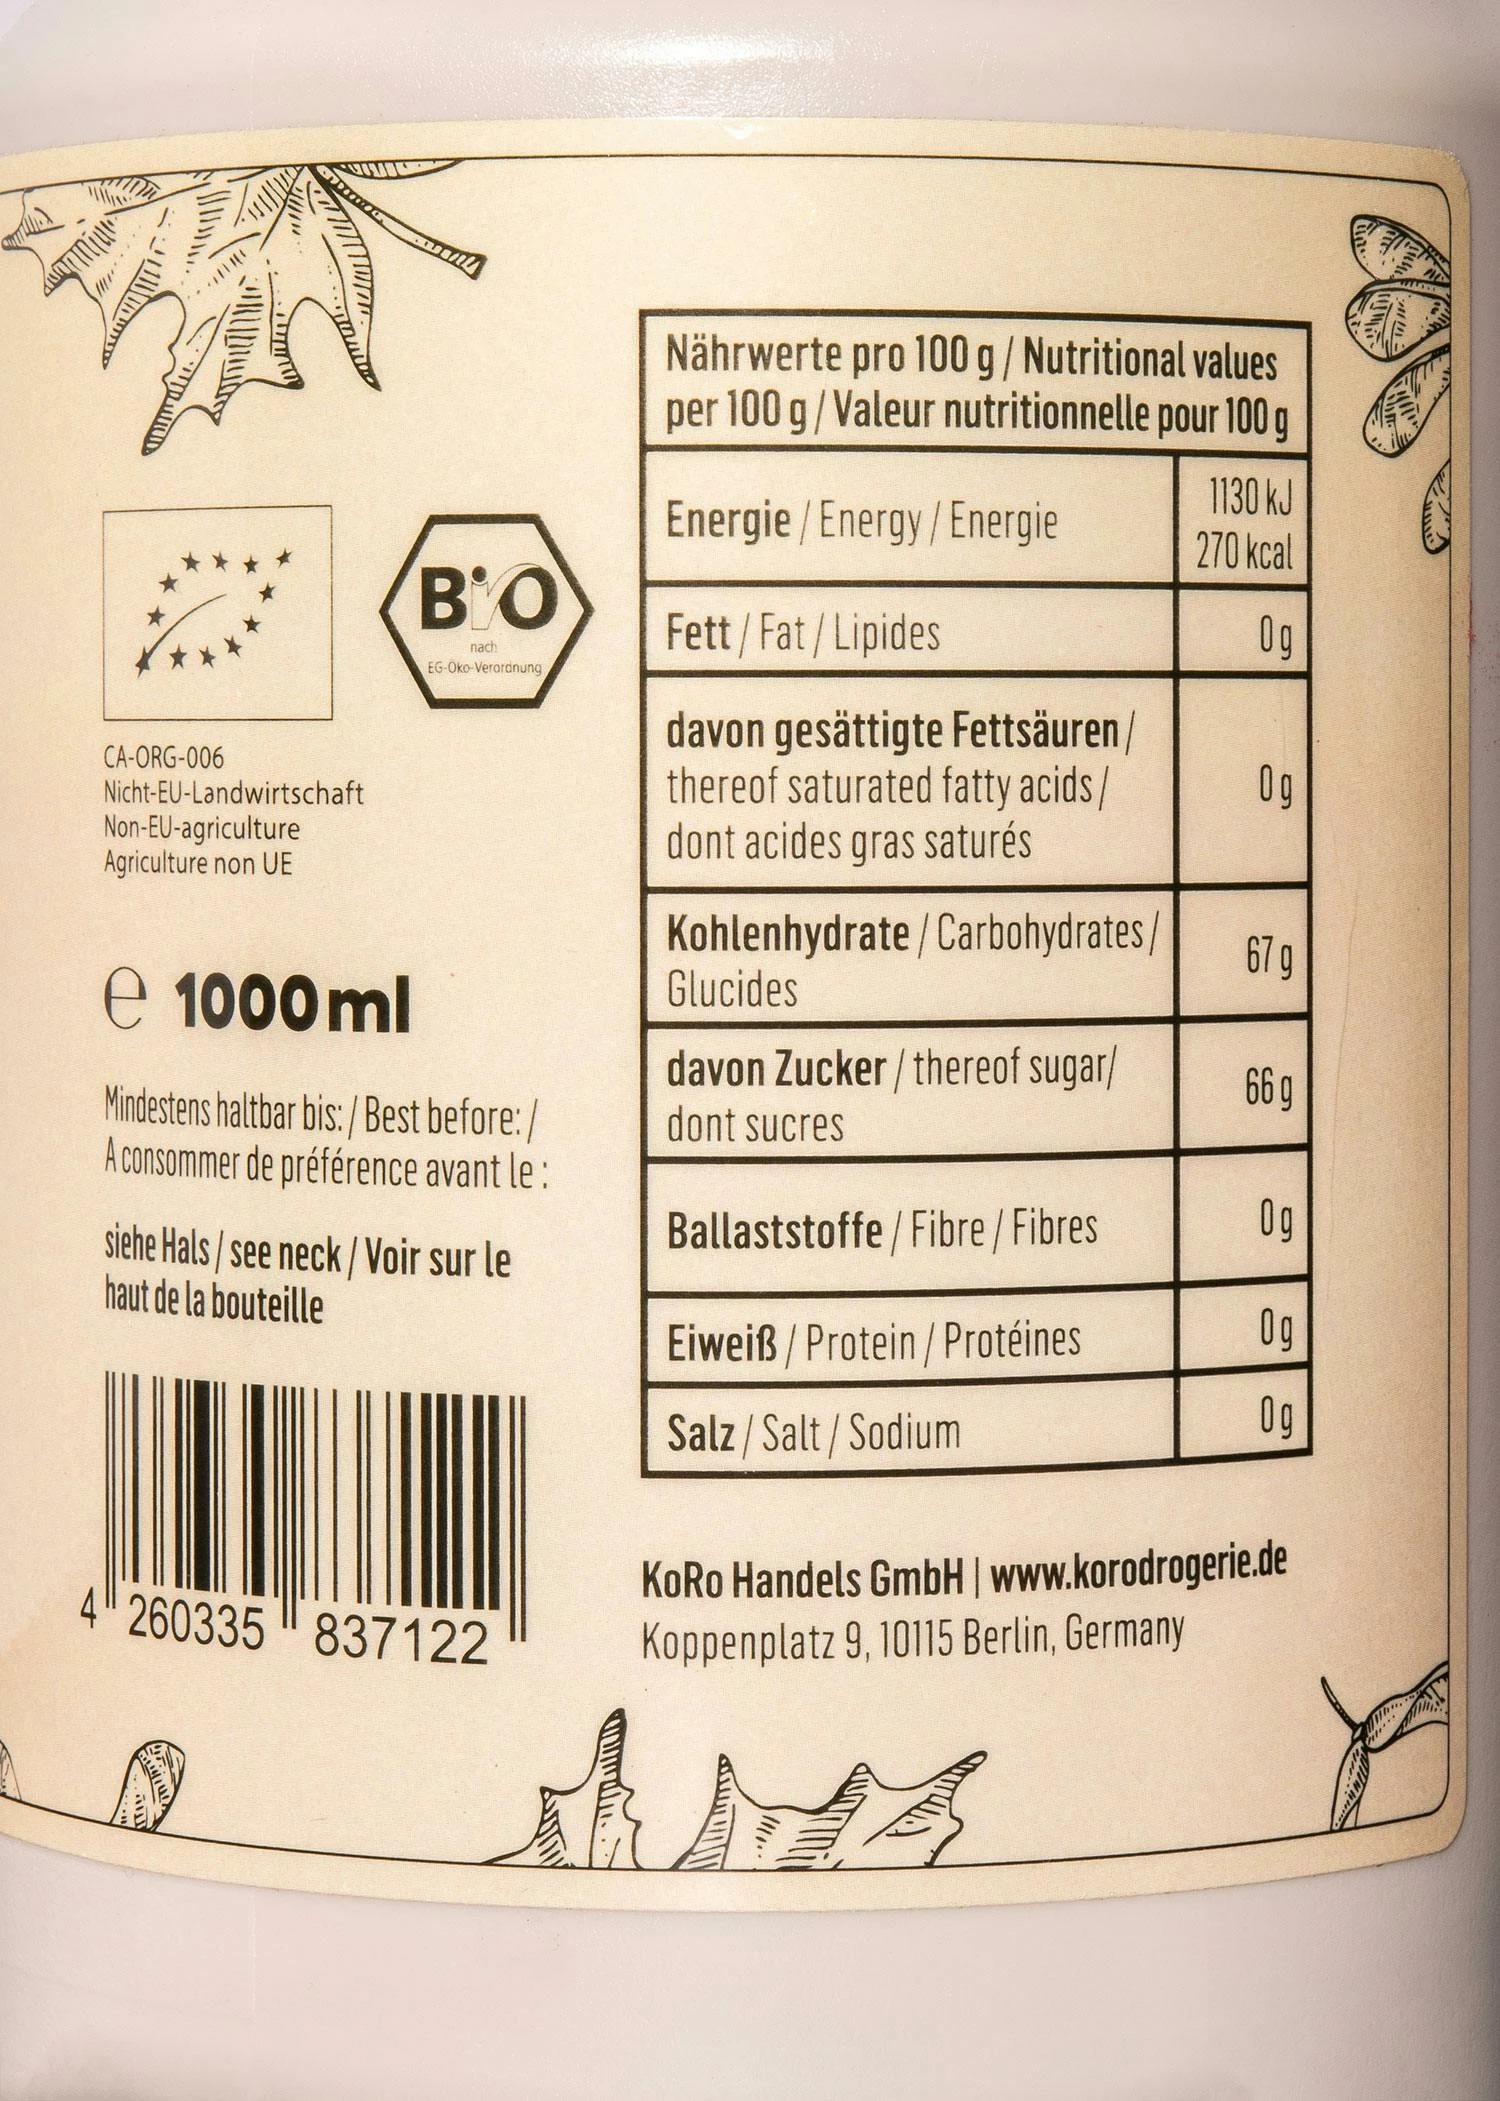 BiO
nach
EG-Öko-Verordnung
CA-ORG-006
Nicht-EU-Landwirtschaft
Non-EU-agriculture
Agriculture non UE
e 1000 ml
Mindestens haltbar bis: / Best before: /
A consommer de préférence avant le :
siehe Hals / see neck / Voir sur le
haut de la bouteille
4 260335 837122
Nährwerte pro 100 g / Nutritional values
per 100 g / Valeur nutritionnelle pour 100 g
Energie / Energy / Energie 1130 kJ
270 kcal
Fett / Fat / Lipides 0 g
davon gesättigte Fettsäuren /
thereof saturated fatty acids / 0 g
dont acides gras saturés
Kohlenhydrate / Carbohydrates / 67 g
Glucides
davon Zucker / thereof sugar/ 66 g
dont sucres
Ballaststoffe / Fibre / Fibres 0 g
Eiweiß / Protein / Protéines 0 g
Salz / Salt / Sodium 0 g
KoRo Handels GmbH | www.korodrogerie.de
Koppenplatz 9, 10115 Berlin, Germany